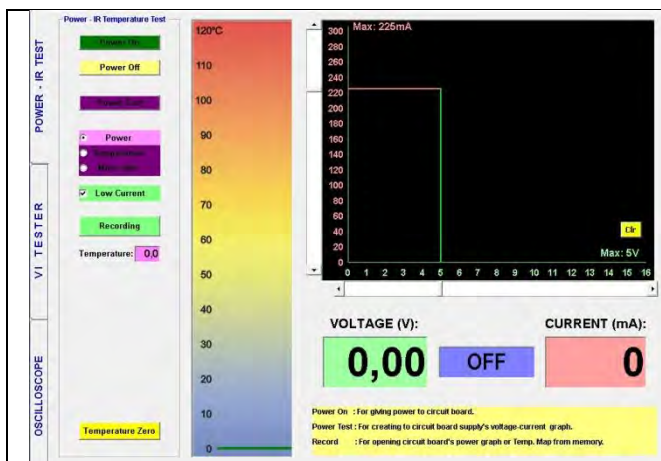 POWER - IR TEST
VI TESTER
OSCILLOSCOPE
Power - IR Temperature Test
Power On
Power Off
Power Test
Power
Low Current
Recording
Temperature: 0,0
Temperature Zero
120°C
110
100
90
80
70
60
50
40
30
20
10
0
Max: 225mA
300
280
260
240
220
200
180
160
140
120
100
80
60
40
20
0
Clr
Max: 5V
0 1 2 3 4 5 6 7 8 9 10 11 12 13 14 15 16
VOLTAGE (V):
CURRENT (mA):
0,00
OFF
0
Power On : For giving power to circuit board.
Power Test : For creating to circuit board supply's voltage-current graph.
Record : For opening circuit board's power graph or Temp. Map from memory.